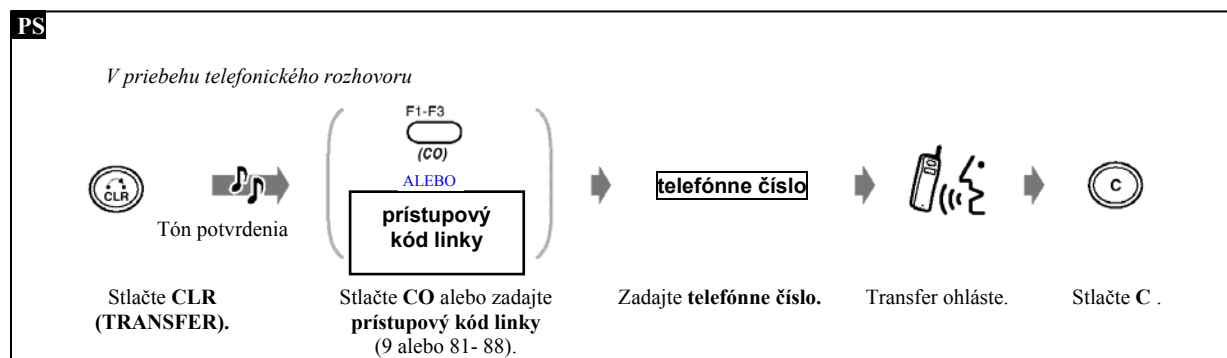 PS
V priebehu telefonického rozhovoru
F1-F3
(CO)
ALEBO
CLR
telefónne číslo
C
prístupový
kód linky
Tón potvrdenia
Stlačte CLR
(TRANSFER).
Stlačte CO alebo zadajte
prístupový kód linky
(9 alebo 81- 88).
Zadajte telefónne číslo.
Transfer ohláste.
Stlačte C .